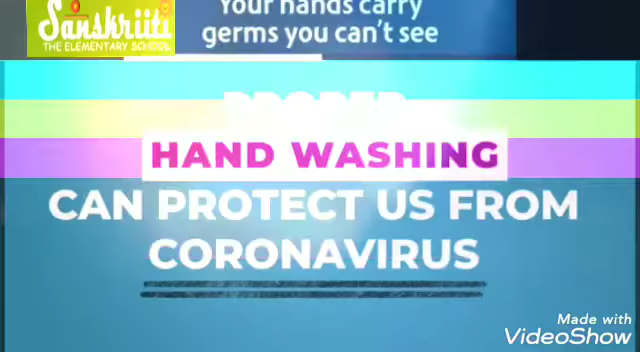 Sanskriiti
THE ELEMENTARY SCHOOL
Your hands carry
germs you can't see
HAND WASHING
CAN PROTECT US FROM
CORONAVIRUS
Made with
VideoShow